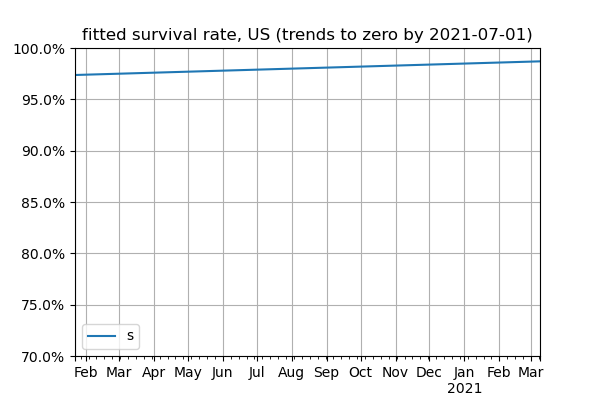 fitted survival rate, US (trends to zero by 2021-07-01)
100.0%
95.0%
90.0%
85.0%
80.0%
75.0%
70.0%
s
Feb Mar Apr May Jun Jul Aug Sep Oct Nov Dec Jan Feb Mar
2021